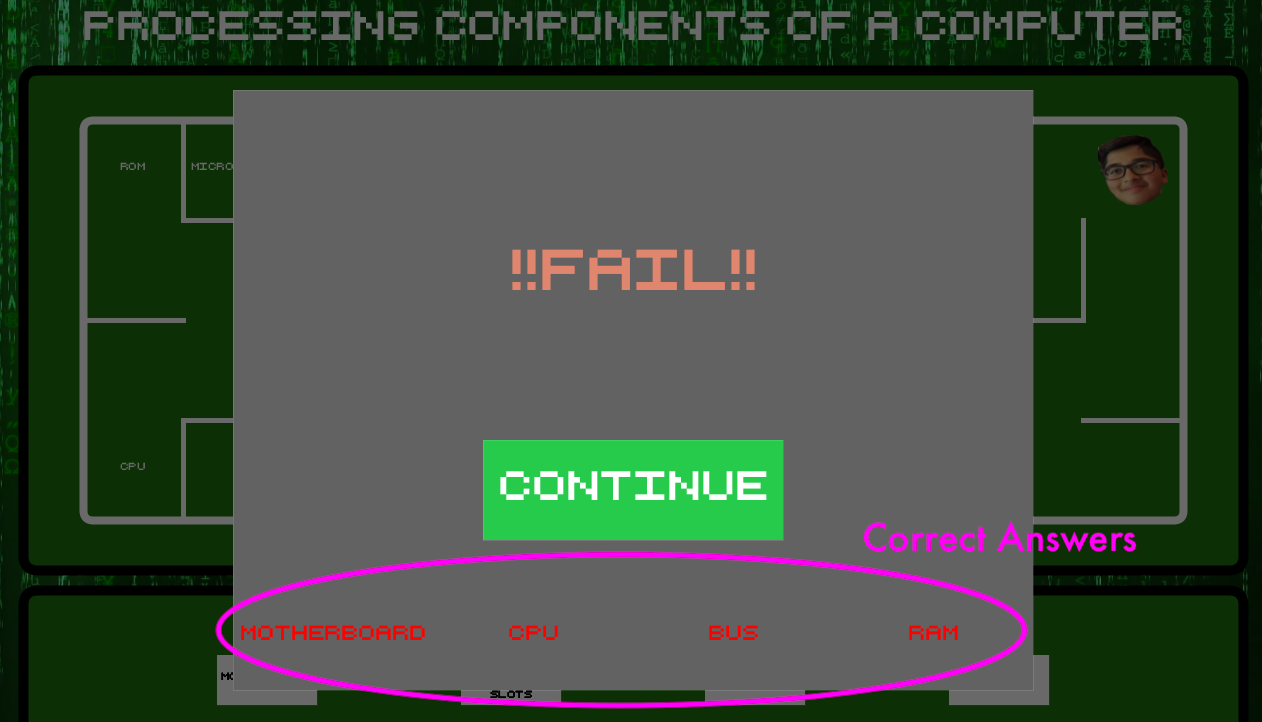 PROCESSING COMPONENTS OF A COMPUTER
ROM MICRO
!!FAIL!!
CPU
CONTINUE
Correct Answers
MOTHERBOARD CPU BUS RAM
MO
SLOTS